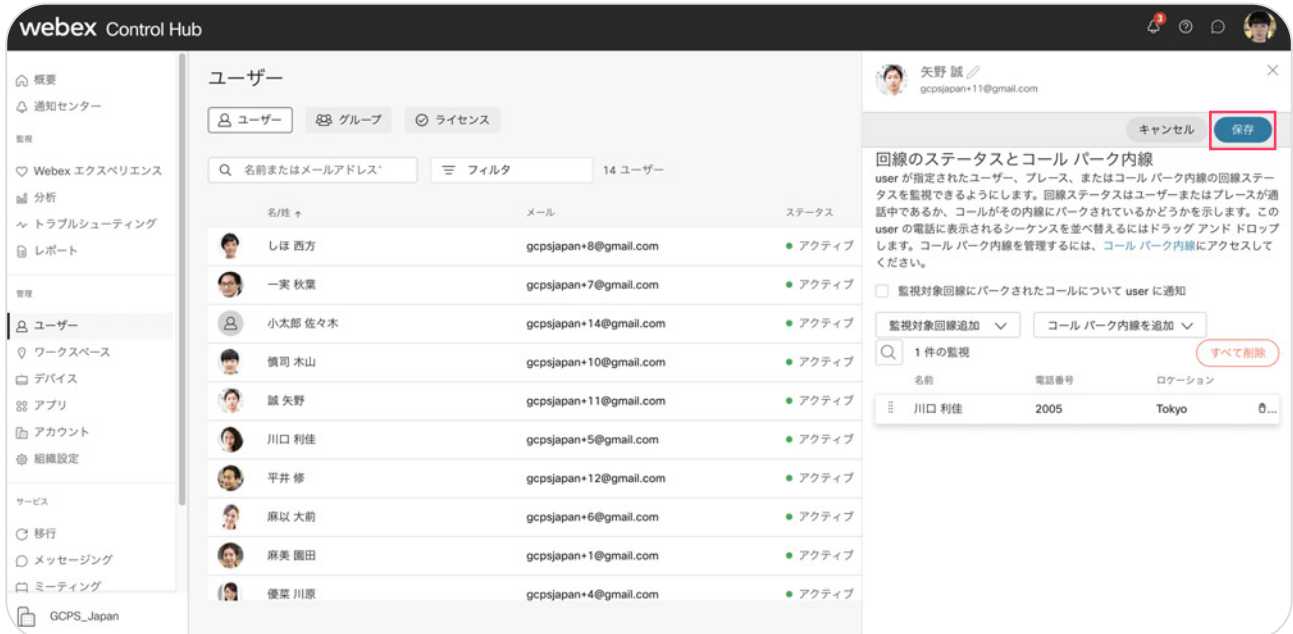 webex Control Hub
3
概要
通知センター
監視
Webex エクスペリエンス
分析
トラブルシューティング
レポート
管理
ユーザー
ワークスペース
デバイス
アプリ
アカウント
組織設定
サービス
移行
メッセージング
ミーティング
GCPS_Japan
ユーザー
ユーザー グループ ライセンス
名前またはメールアドレス フィルタ 14 ユーザー
名/姓 ↑ メール ステータス
しほ 西方 gcpsjapan+8@gmail.com アクティブ
一実 秋葉 gcpsjapan+7@gmail.com アクティブ
小太郎 佐々木 gcpsjapan+14@gmail.com アクティブ
慎司 木山 gcpsjapan+10@gmail.com アクティブ
誠 矢野 gcpsjapan+11@gmail.com アクティブ
川口 利佳 gcpsjapan+5@gmail.com アクティブ
平井 修 gcpsjapan+12@gmail.com アクティブ
麻以 大前 gcpsjapan+6@gmail.com アクティブ
麻美 園田 gcpsjapan+1@gmail.com アクティブ
優菜 川原 gcpsjapan+4@gmail.com アクティブ
矢野 誠
gcpsjapan+11@gmail.com
キャンセル 保存
回線のステータスとコール パーク内線
user が指定されたユーザー、プレース、またはコール パーク内線の回線ステー
タスを監視できるようにします。回線ステータスはユーザーまたはプレースが通
話中であるか、コールがその内線にパークされているかどうかを示します。この
user の電話に表示されるシーケンスを並べ替えるにはドラッグ アンド ドロップ
します。コール パーク内線を管理するには、コール パーク内線にアクセスして
ください。
監視対象回線にパークされたコールについて user に通知
監視対象回線追加 コール パーク内線を追加
1 件の監視 すべて削除
名前 電話番号 ロケーション
川口 利佳 2005 Tokyo ...